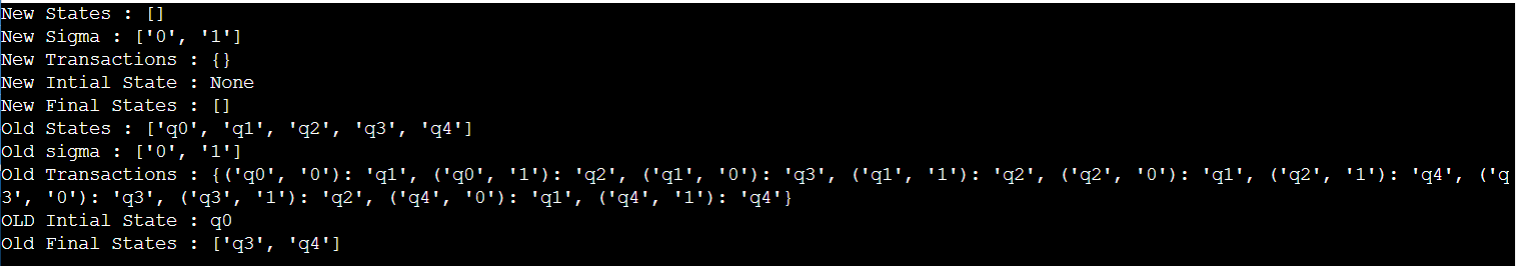 New States : []
New Sigma : ['0', '1']
New Transactions : {}
New Intial State : None
New Final States : []
Old States : ['q0', 'q1', 'q2', 'q3', 'q4']
Old sigma : ['0', '1']
Old Transactions : {('q0', '0'): 'q1', ('q0', '1'): 'q2', ('q1', '0'): 'q3', ('q1', '1'): 'q2', ('q2', '0'): 'q1', ('q2', '1'): 'q4', ('q
3', '0'): 'q3', ('q3', '1'): 'q2', ('q4', '0'): 'q1', ('q4', '1'): 'q4'}
OLD Intial State : q0
Old Final States : ['q3', 'q4']